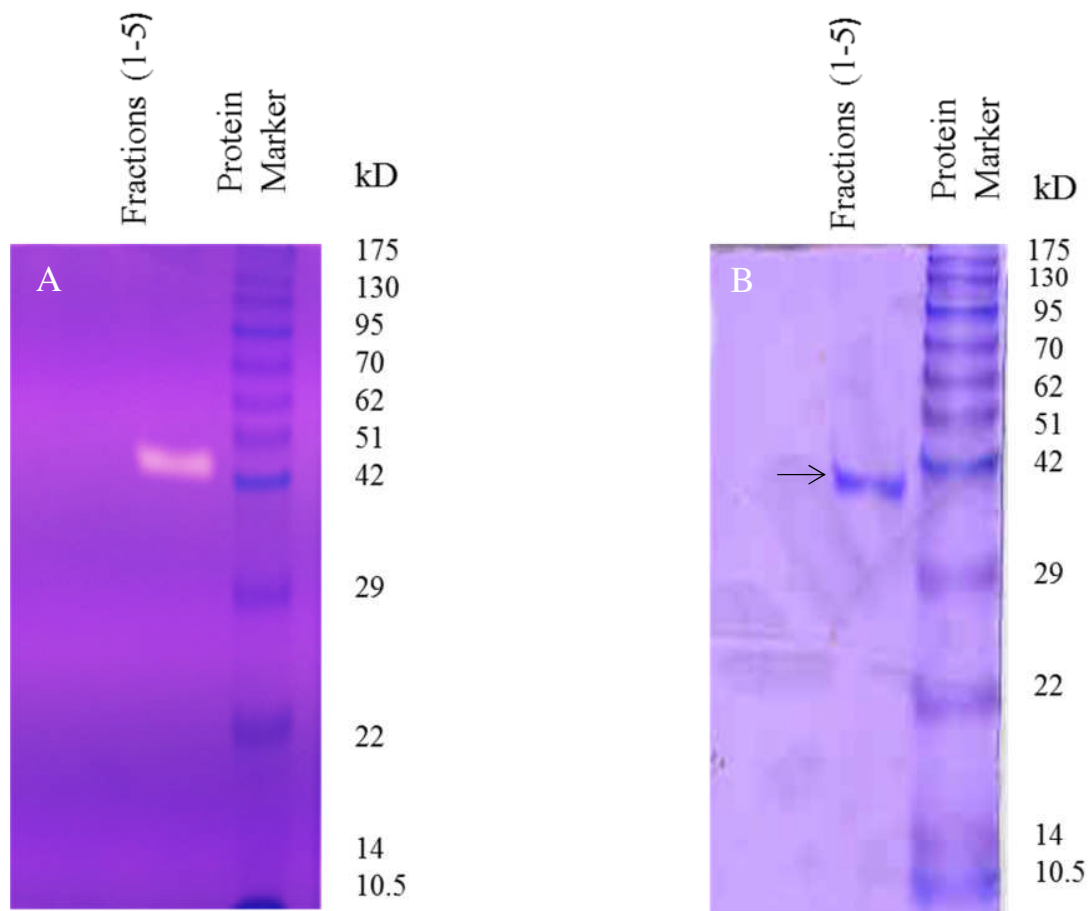 Fractions (1-5)
Protein
Marker
kD
A
175
130
95
70
62
51
42
29
22
14
10.5
Fractions (1-5)
Protein
Marker
kD
B
175
130
95
70
62
51
42
29
22
14
10.5